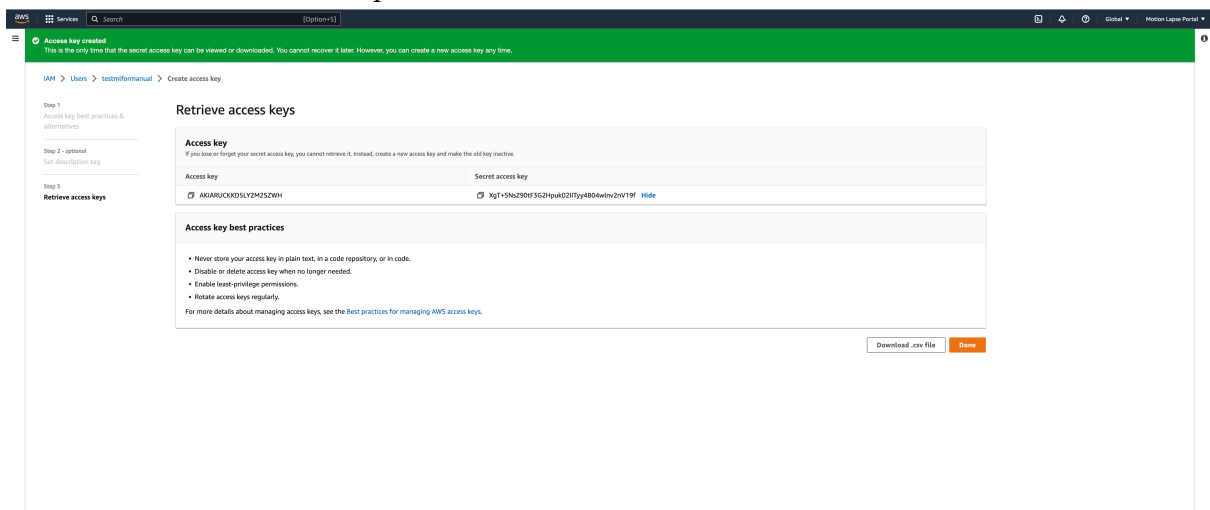 aws
Services
Search
[Option+S]
Global
Motion Lapse Portal
Access key created
This is the only time that the secret access key can be viewed or downloaded. You cannot recover it later. However, you can create a new access key any time.
IAM > Users > testmlformanual > Create access key
Step 1
Access key best practices &
alternatives
Step 2 - optional
Set description tag
Step 3
Retrieve access keys
Retrieve access keys
Access key
If you lose or forget your secret access key, you cannot retrieve it. Instead, create a new access key and make the old key inactive.
Access key
Secret access key
Hide
Access key best practices
• Never store your access key in plain text, in a code repository, or in code.
• Disable or delete access key when no longer needed.
• Enable least-privilege permissions.
• Rotate access keys regularly.
For more details about managing access keys, see the Best practices for managing AWS access keys.
Download .csv file
Done